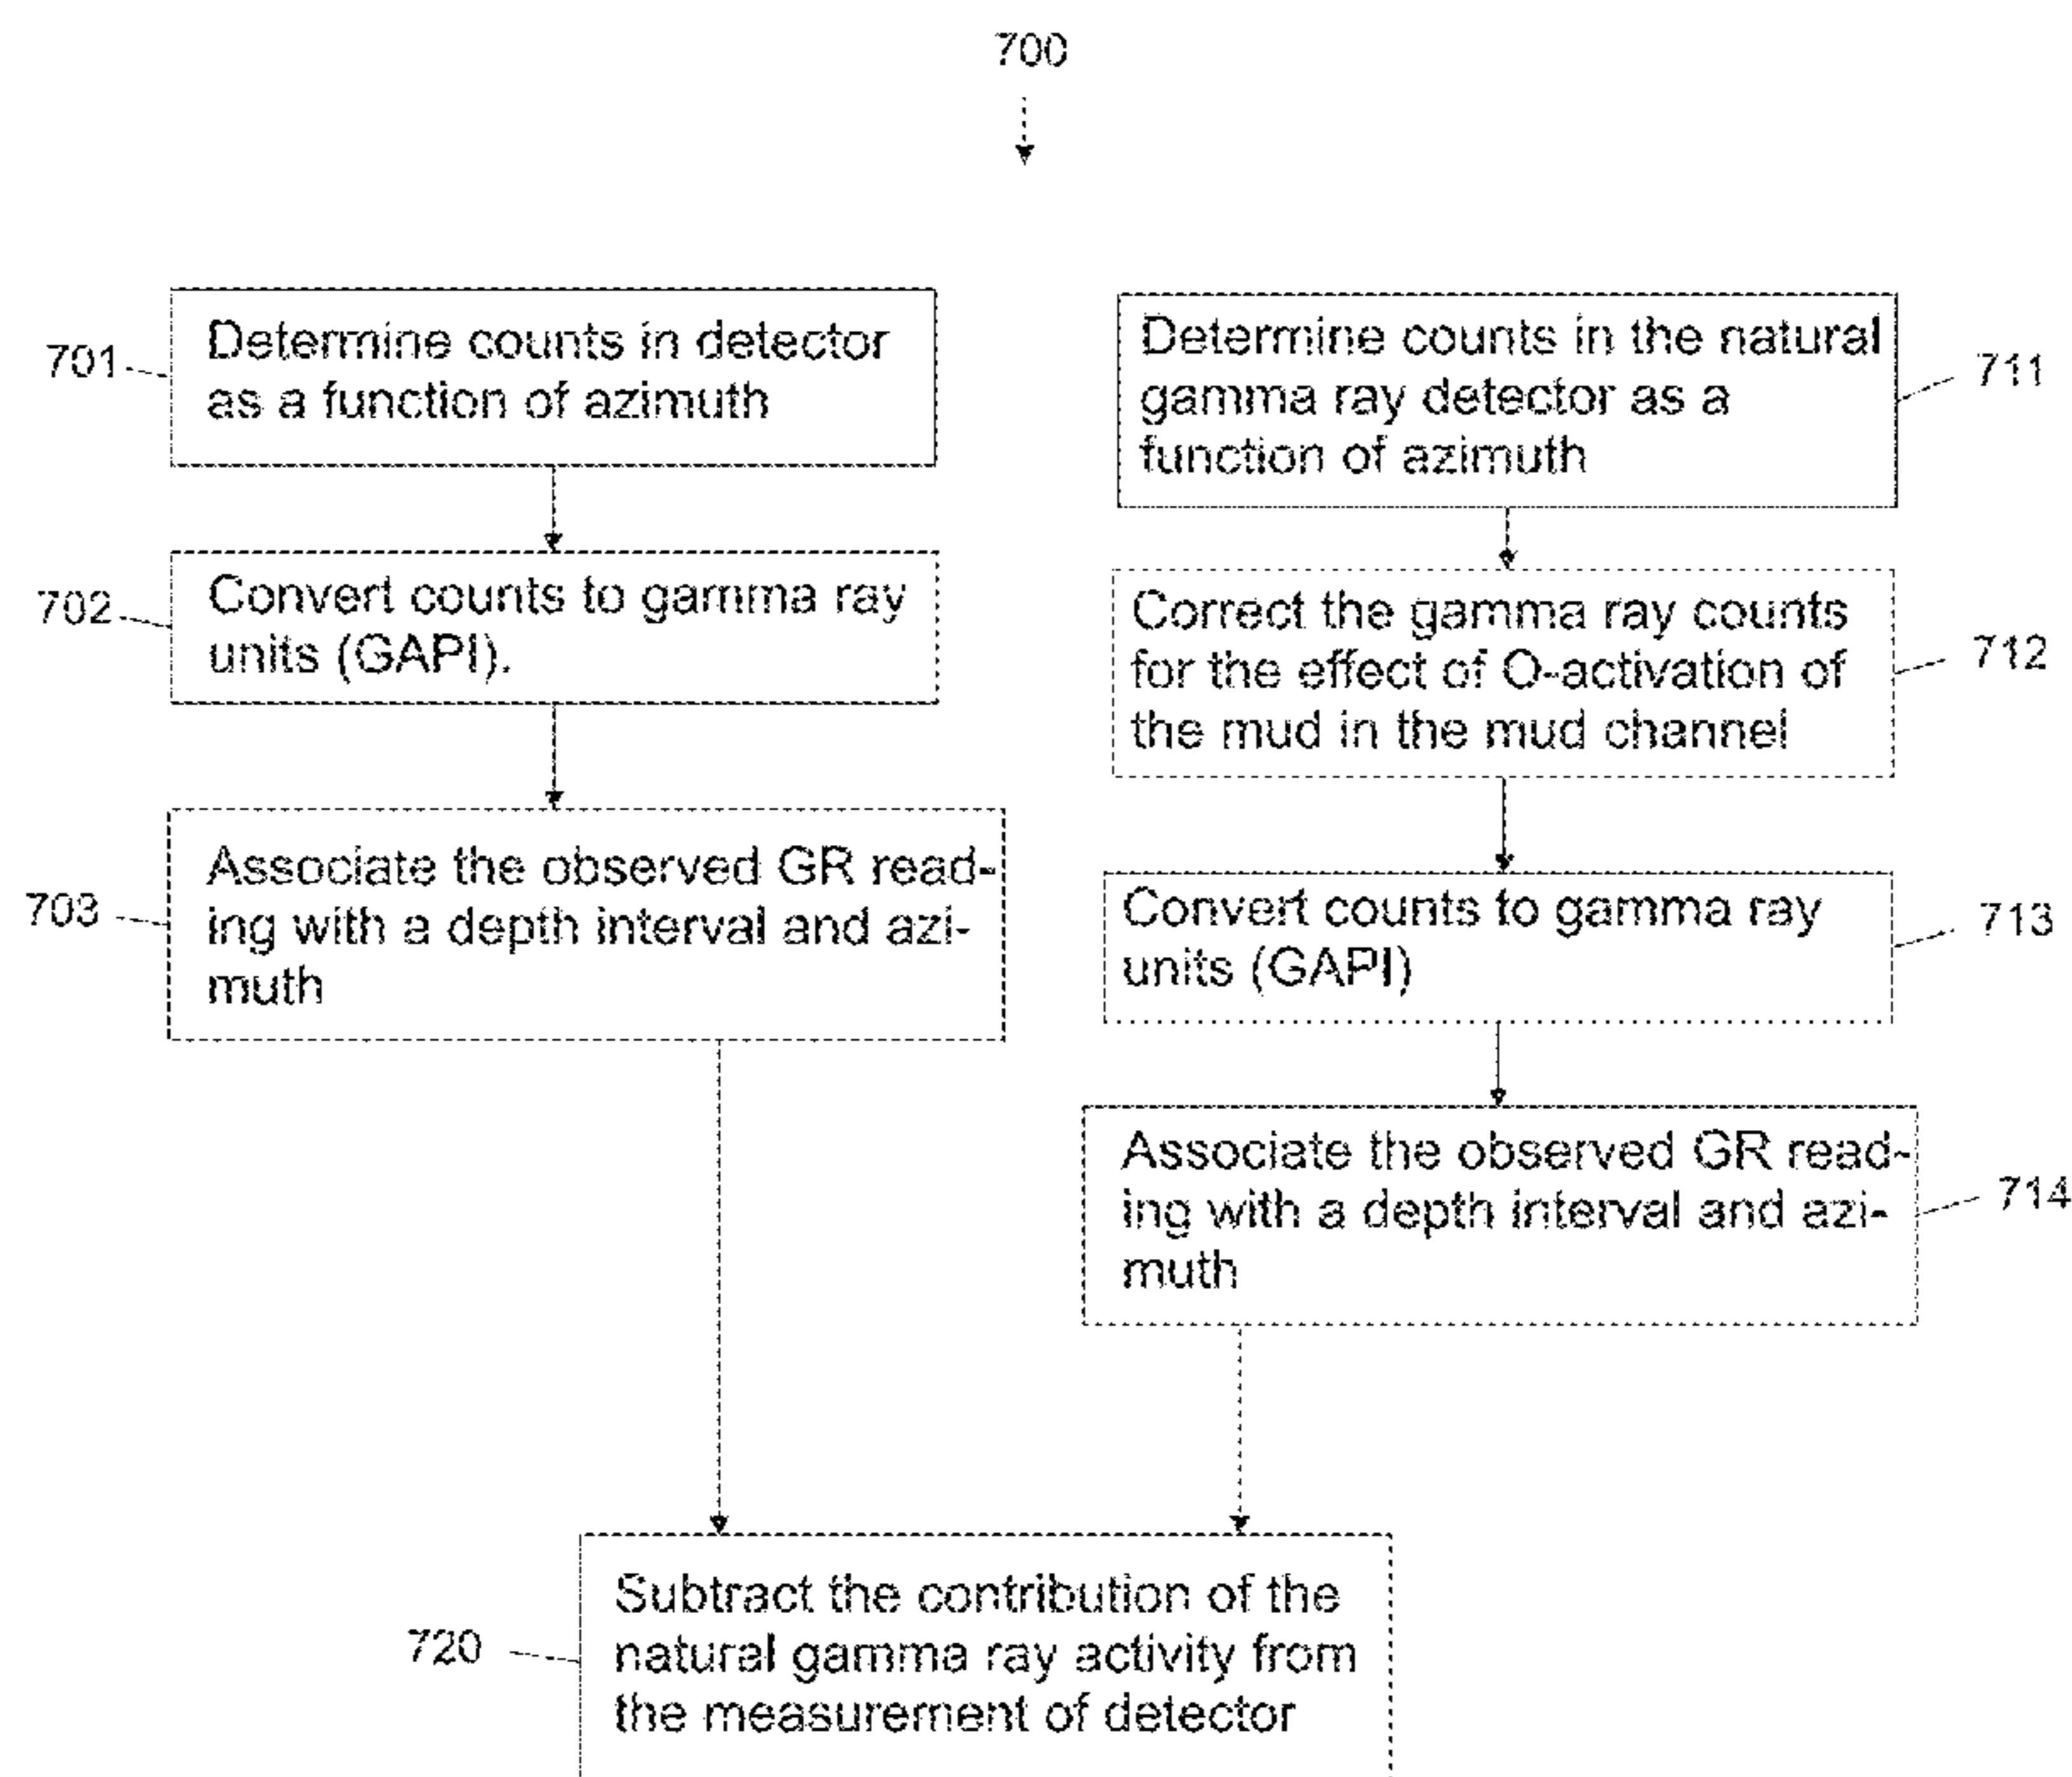 700
701
Determine counts in detector
as a function of azimuth
702
Convert counts to gamma ray
units (GAPI).
703
Associate the observed GR read-
ing with a depth interval and azi-
muth
Determine counts in the natural
gamma ray detector as a
function of azimuth
711
Correct the gamma ray counts
for the effect of O-activation of
the mud in the mud channel
712
Convert counts to gamma ray
units (GAPI)
713
Associate the observed GR read-
ing with a depth interval and azi-
muth
714
720
Subtract the contribution of the
natural gamma ray activity from
the measurement of detector